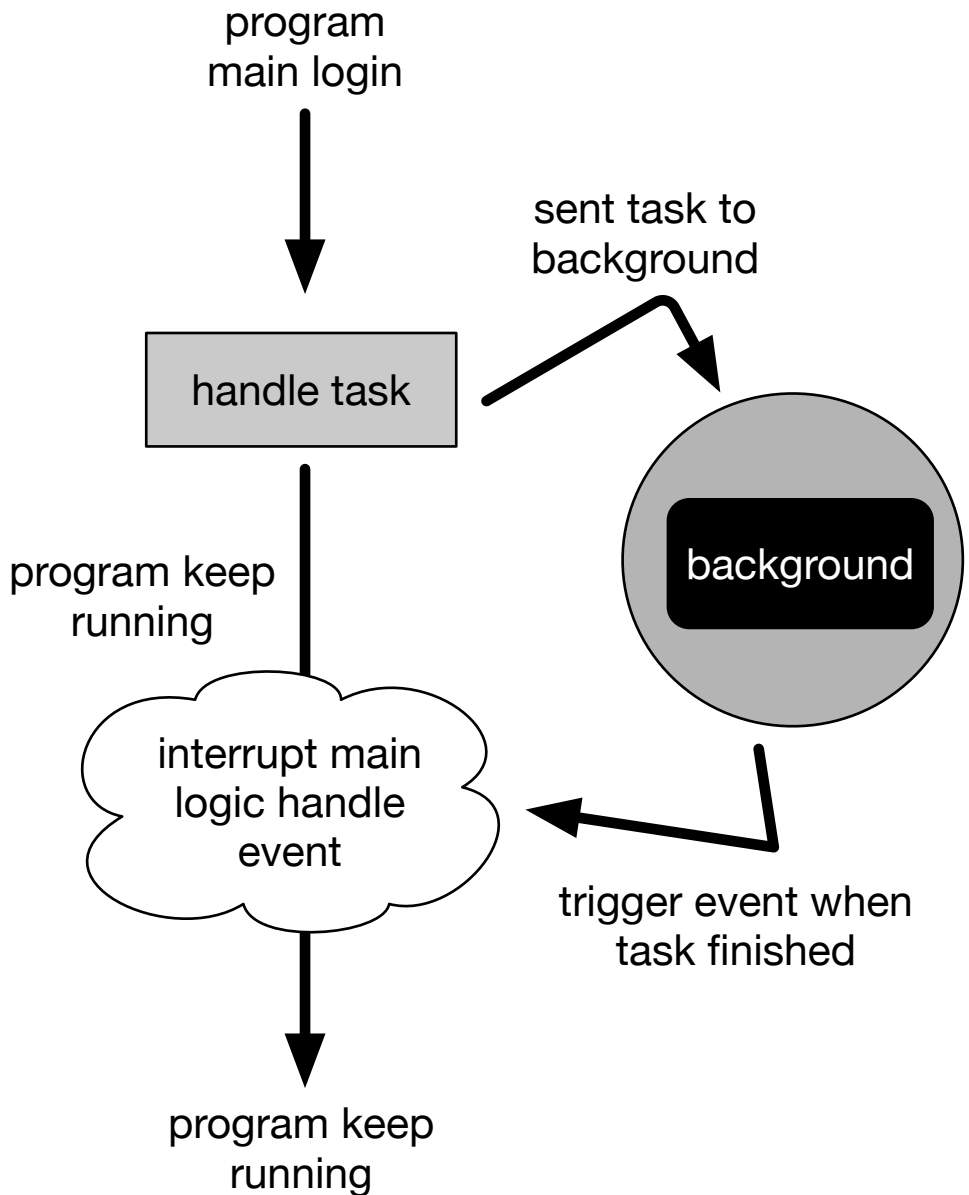 program
main login
sent task to
background
handle task
background
program keep
running
interrupt main
logic handle
event
trigger event when
task finished
program keep
running